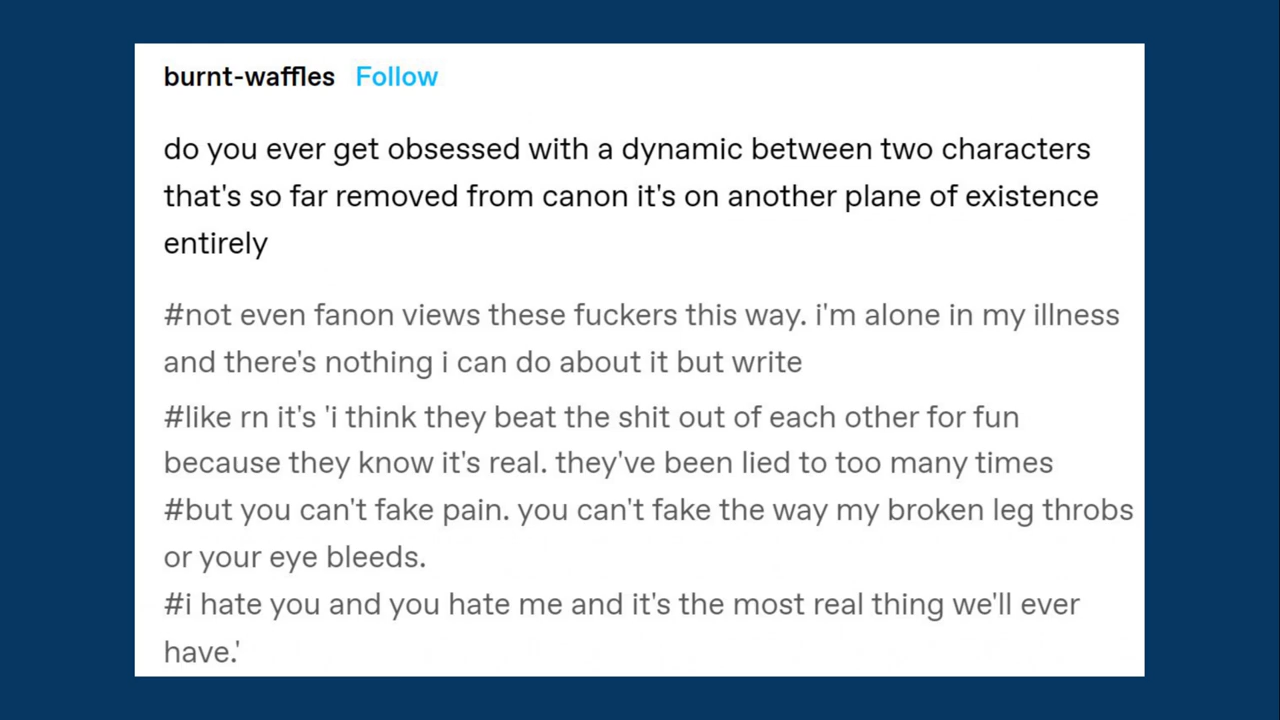 burnt-waffles Follow
do you ever get obsessed with a dynamic between two characters
that's so far removed from canon it's on another plane of existence
entirely
#not even fanon views these fuckers this way. i'm alone in my illness
and there's nothing i can do about it but write
#like rn it's 'i think they beat the shit out of each other for fun
because they know it's real. they've been lied to too many times
#but you can't fake pain. you can't fake the way my broken leg throbs
or your eye bleeds.
#i hate you and you hate me and it's the most real thing we'll ever
have.'